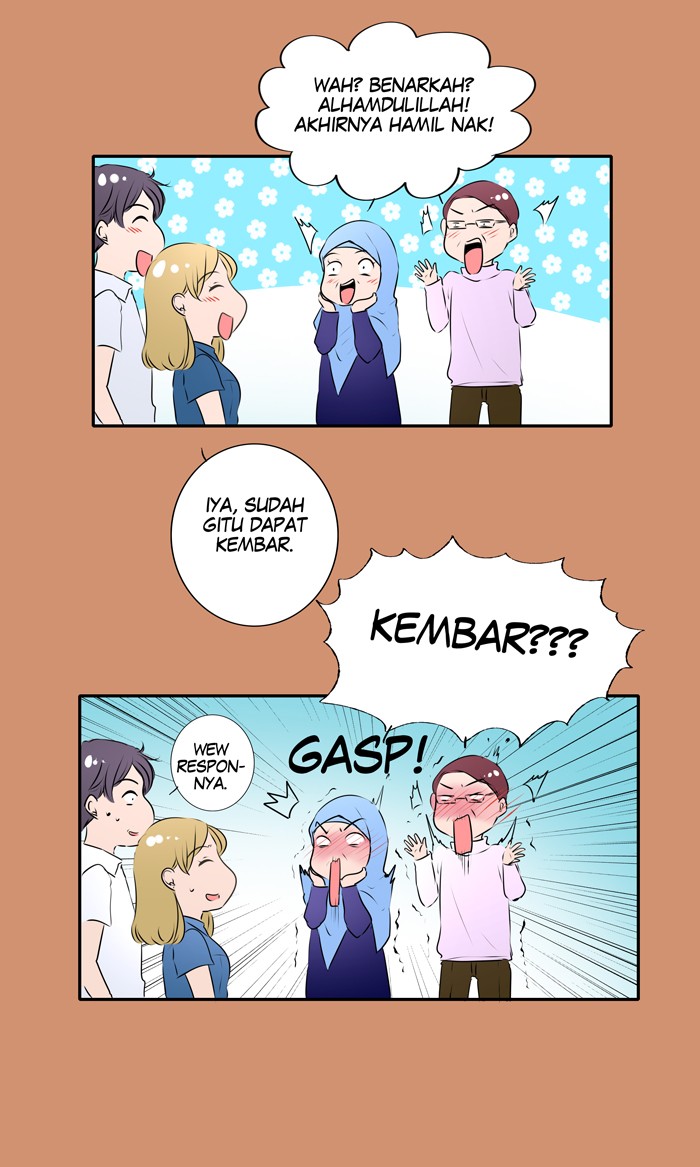 WAH? BENARKAH?
ALHAMDULILLAH!
AKHIRNYA HAMIL NAK!
IYA, SUDAH
GITU DAPAT
KEMBAR.
KEMBAR???
WEW
RESPON-
NYA.
GASP!